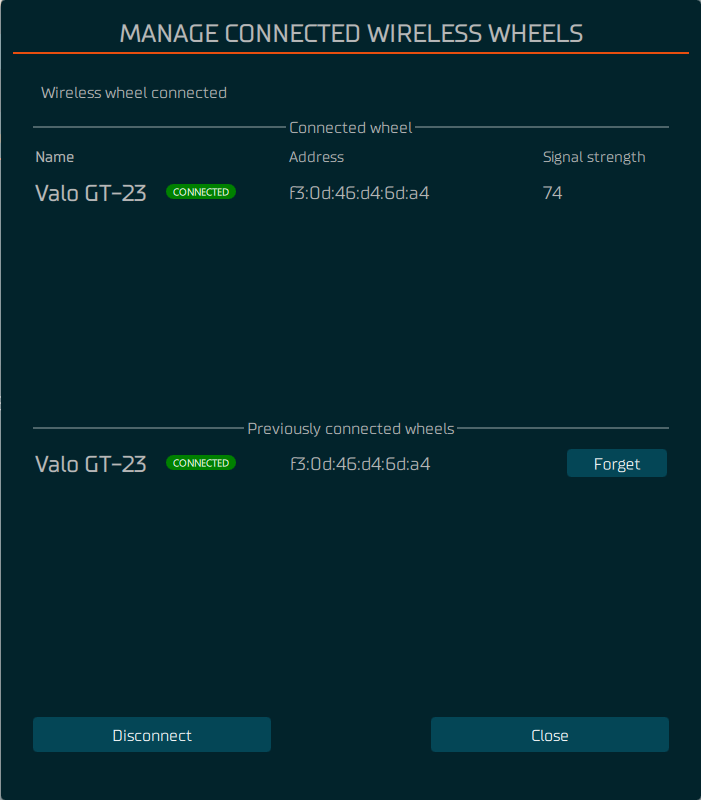 MANAGE CONNECTED WIRELESS WHEELS
Wireless wheel connected
Connected wheel
Name Address Signal strength
Valo GT-23 CONNECTED f3:0d:46:d4:6d:a4 74
Previously connected wheels
Valo GT-23 CONNECTED f3:0d:46:d4:6d:a4 Forget
Disconnect Close